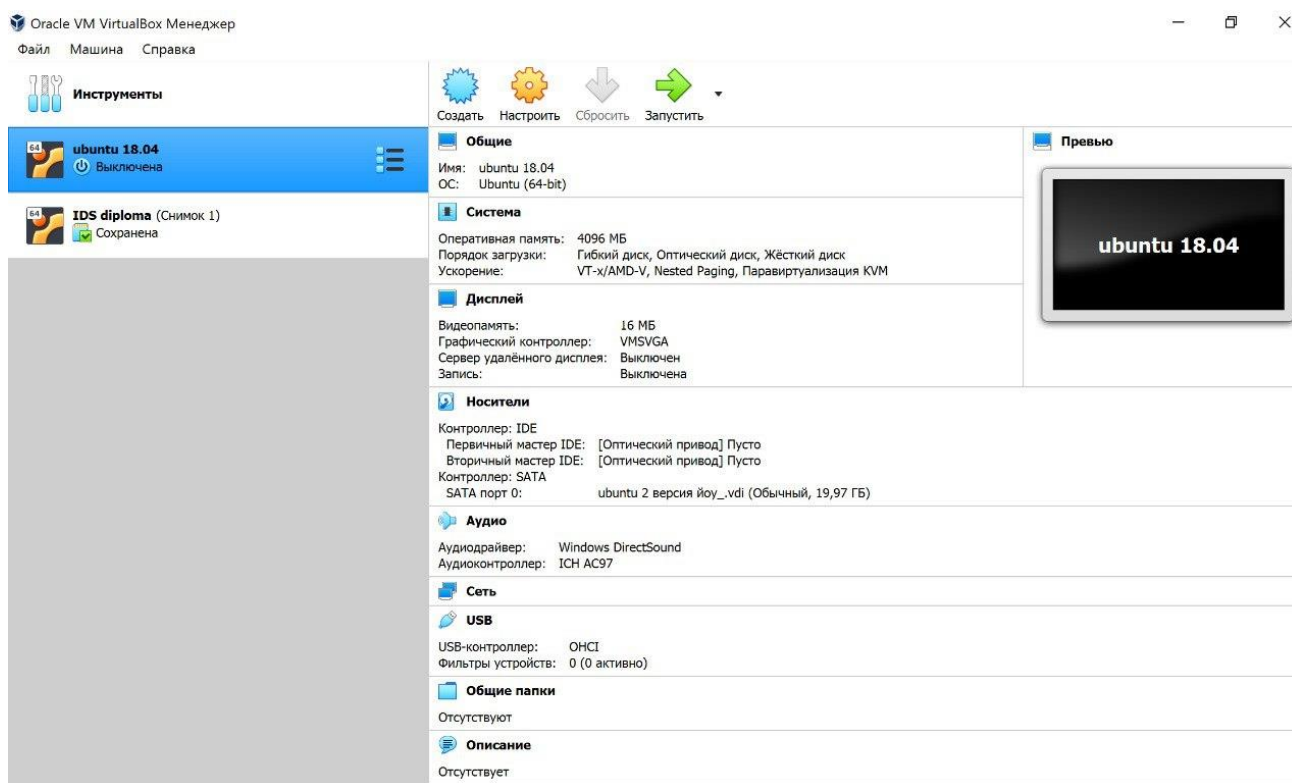 Oracle VM VirtualBox Менеджер
Файл Машина Справка
Инструменты
64
ubuntu 18.04
Выключена
64
IDS diploma (Снимок 1)
Сохранена
Создать Настроить Сбросить Запустить
Общие
Имя: ubuntu 18.04
ОС: Ubuntu (64-bit)
Система
Оперативная память: 4096 МБ
Порядок загрузки: Гибкий диск, Оптический диск, Жёсткий диск
Ускорение: VT-x/AMD-V, Nested Paging, Паравиртуализация KVM
Дисплей
Видеопамять: 16 МБ
Графический контроллер: VMSVGA
Сервер удалённого дисплея: Выключен
Запись: Выключена
Превью
ubuntu 18.04
Носители
Контроллер: IDE
Первичный мастер IDE: [Оптический привод] Пусто
Вторичный мастер IDE: [Оптический привод] Пусто
Контроллер: SATA
SATA порт 0: ubuntu 2 версия йоу_.vdi (Обычный, 19,97 ГБ)
Аудио
Аудиодрайвер: Windows DirectSound
Аудиоконтроллер: ICH AC97
Сеть
USB
USB-контроллер: OHCI
Фильтры устройств: 0 (0 активно)
Общие папки
Отсутствуют
Описание
Отсутствует